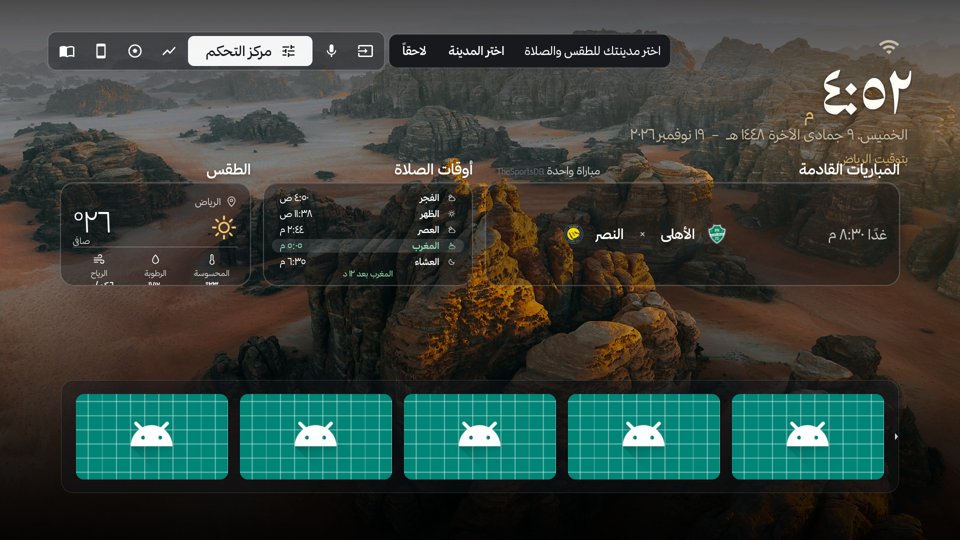 اختر مدينتك للطقس والصلاة اختر المدينة لاحقاً
مركز التحكم
٤:٥٢ م
الخميس، ٩ جمادى الآخرة ١٤٤٨ هـ – ١٩ نوفمبر ٢٠٢٦
بتوقيت الرياض
المباريات القادمة
مباراة واحدة TheSportsDB
غدًا ٨:٣٠ م
الأهلي × النصر
أوقات الصلاة
الفجر ٤:٥٠ ص
الظهر ١١:٣٨ ص
العصر ٢:٤٤ م
المغرب ٥:٠٥ م
العشاء ٦:٣٥ م
المغرب بعد ١٢ د
الطقس
الرياض
٢٦°
صافي
المحسوسة الرطوبة الرياح